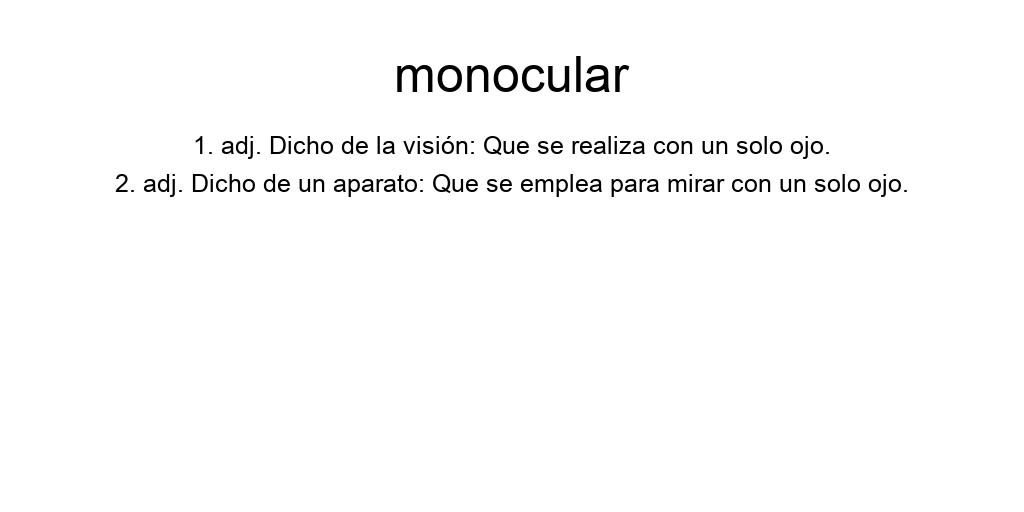 monocular
1. adj. Dicho de la visión: Que se realiza con un solo ojo.
2. adj. Dicho de un aparato: Que se emplea para mirar con un solo ojo.